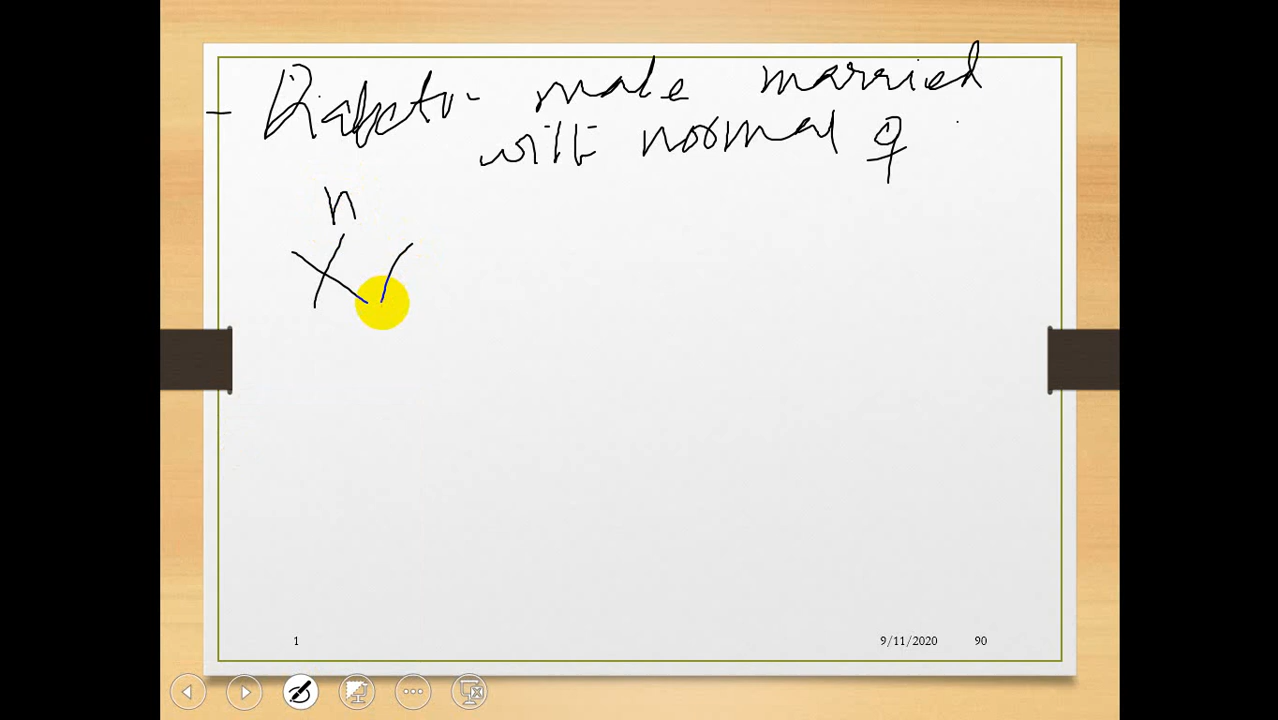 - Diabetic male married
with normal ♀
n
X
1
9/11/2020 90